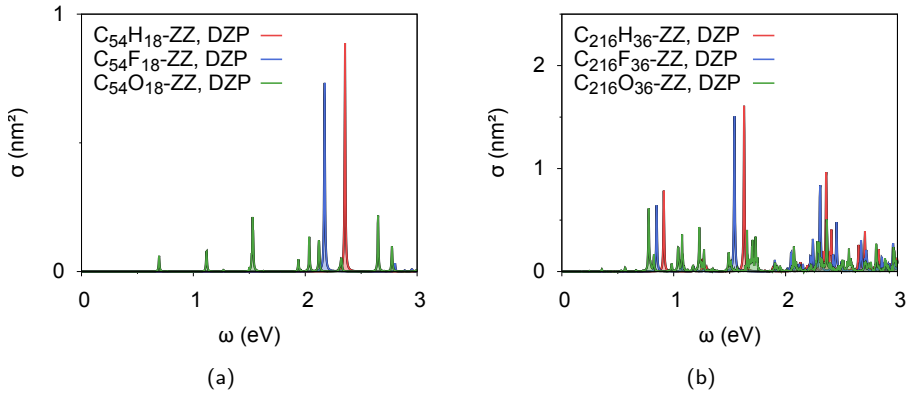 1
C₅₄H₁₈-ZZ, DZP
C₅₄F₁₈-ZZ, DZP
C₅₄O₁₈-ZZ, DZP
σ (nm²)
0
0 1 2 3
ω (eV)
(a)
2
C₂₁₆H₃₆-ZZ, DZP
C₂₁₆F₃₆-ZZ, DZP
C₂₁₆O₃₆-ZZ, DZP
σ (nm²)
1
0
0 1 2 3
ω (eV)
(b)